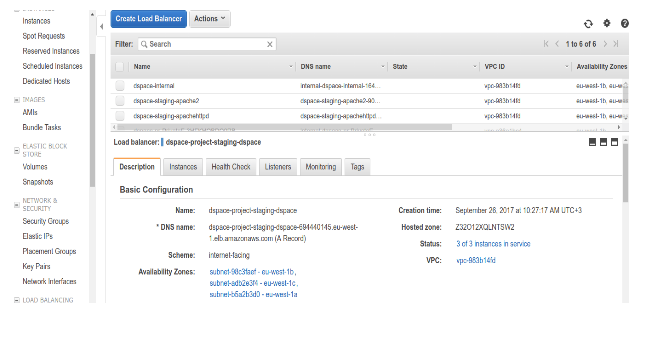 Instances
Spot Requests
Reserved Instances
Scheduled Instances
Dedicated Hosts
IMAGES
AMIs
Bundle Tasks
ELASTIC BLOCK
STORE
Volumes
Snapshots
NETWORK &
SECURITY
Security Groups
Elastic IPs
Placement Groups
Key Pairs
Network Interfaces
LOAD BALANCING
Create Load Balancer Actions
Filter: Search X 1 to 6 of 6
Name DNS name State VPC ID Availability Zones
dspace-internal internal-dspace-internal-164... vpc-983b14fd eu-west-1b, eu-w...
dspace-staging-apache2 dspace-staging-apache2-90... vpc-983b14fd eu-west-1b, eu-w...
dspace-staging-apachehttpd dspace-staging-apachehttpd... vpc-983b14fd eu-west-1b, eu-w...
Load balancer: dspace-project-staging-dspace
Description Instances Health Check Listeners Monitoring Tags
Basic Configuration
Name: dspace-project-staging-dspace Creation time: September 26, 2017 at 10:27:17 AM UTC+3
* DNS name: dspace-project-staging-dspace-694440145.eu-west- Hosted zone: Z32O12XQLNTSW2
1.elb.amazonaws.com (A Record) Status: 3 of 3 instances in service
Scheme: internet-facing VPC: vpc-983b14fd
Availability Zones: subnet-98c3faef - eu-west-1b,
subnet-adb2e3f4 - eu-west-1c,
subnet-b5a2b3d0 - eu-west-1a